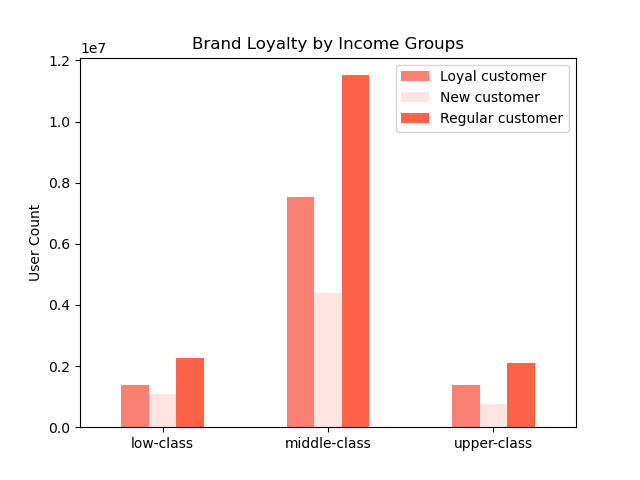 Brand Loyalty by Income Groups
1e7
1.2
1.0
0.8
0.6
0.4
0.2
0.0
User Count
Loyal customer
New customer
Regular customer
low-class
middle-class
upper-class